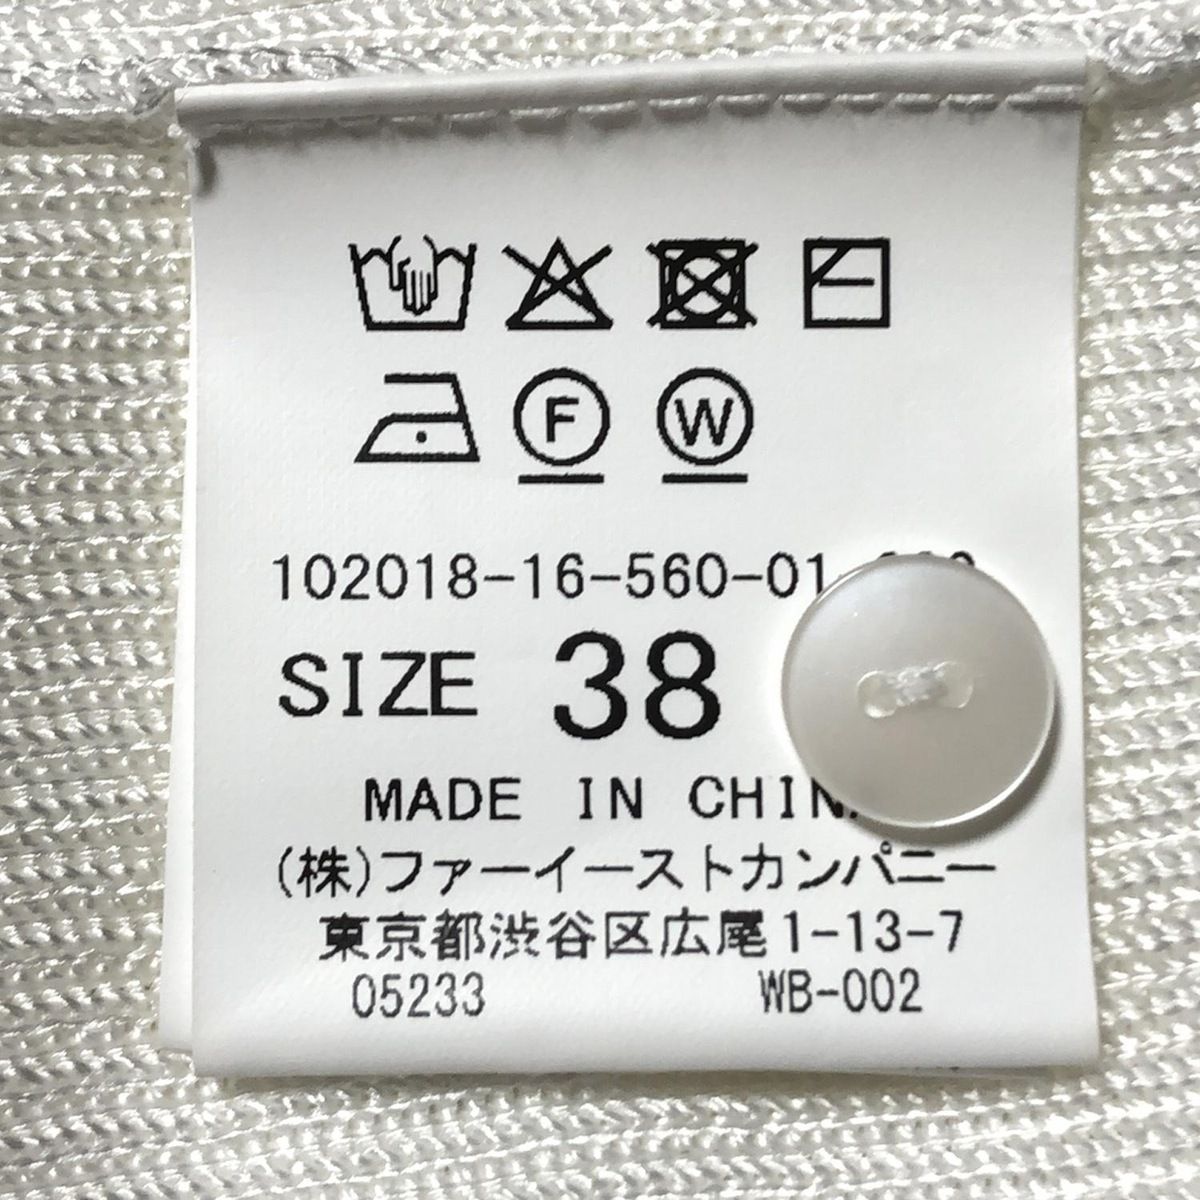 F W
102018-16-560-01
SIZE 38
MADE IN CHINA
(株)ファーイーストカンパニー
東京都渋谷区広尾1-13-7
05233 WB-002